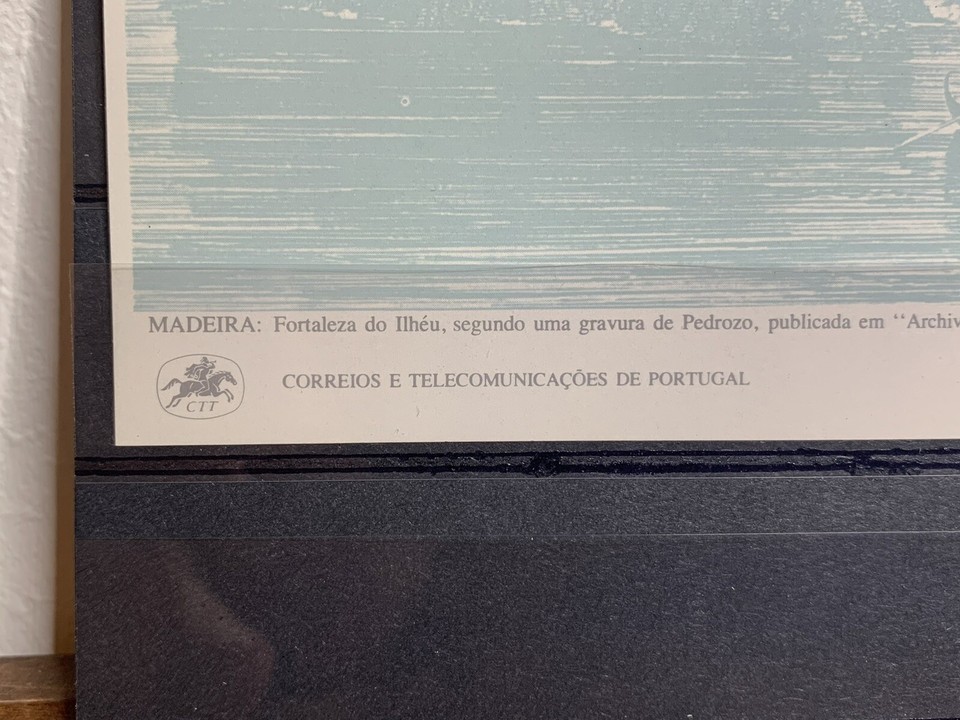 MADEIRA: Fortaleza do Ilhéu, segundo uma gravura de Pedrozo, publicada em “Archiv
CTT
CORREIOS E TELECOMUNICAÇÕES DE PORTUGAL